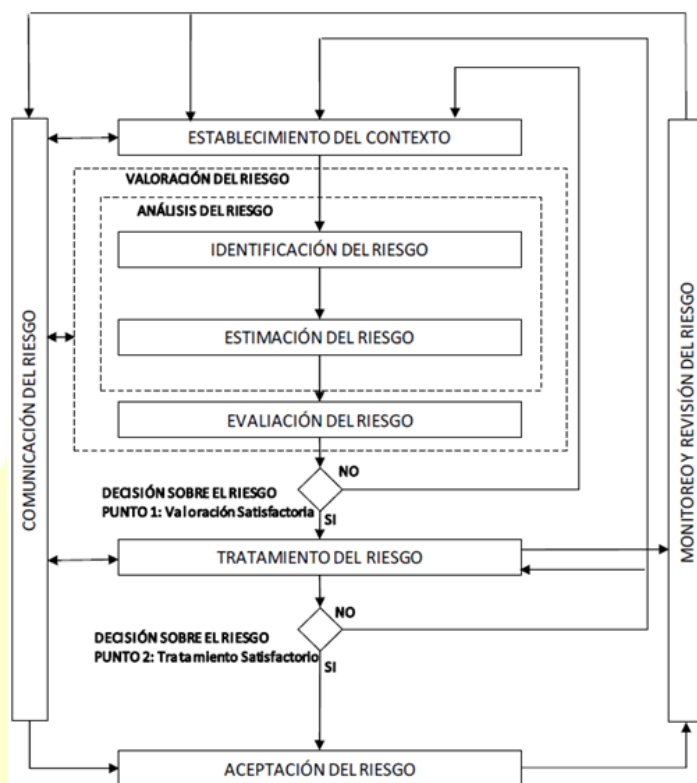 ESTABLECIMIENTO DEL CONTEXTO
VALORACIÓN DEL RIESGO
ANÁLISIS DEL RIESGO
IDENTIFICACIÓN DEL RIESGO
ESTIMACIÓN DEL RIESGO
EVALIACIÓN DEL RIESGO
NO
DECISIÓN SOBRE EL RIESGO
PUNTO 1: Valoración Satisfactoria
SI
TRATAMIENTO DEL RIESGO
NO
DECISIÓN SOBRE EL RIESGO
PUNTO 2: Tratamiento Satisfactorio
SI
ACEPTACIÓN DEL RIESGO
COMUNICACIÓN DEL RIESGO
MONITOREO Y REVISIÓN DEL RIESGO